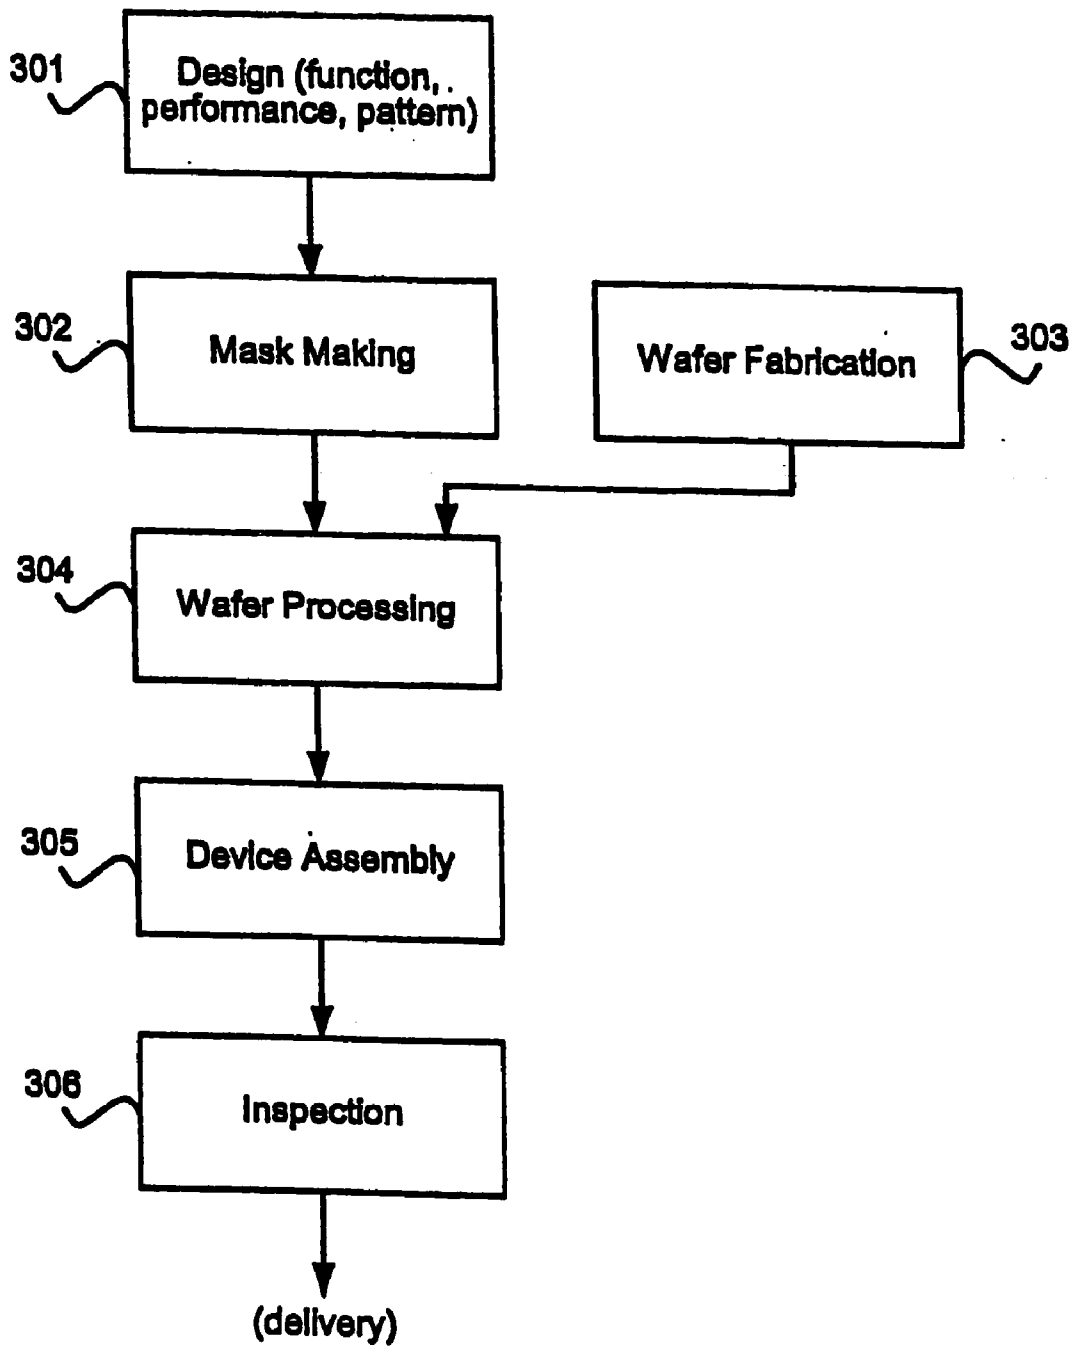 301
Design (function,
performance, pattern)
302
Mask Making
Wafer Fabrication
303
304
Wafer Processing
305
Device Assembly
306
Inspection
(delivery)